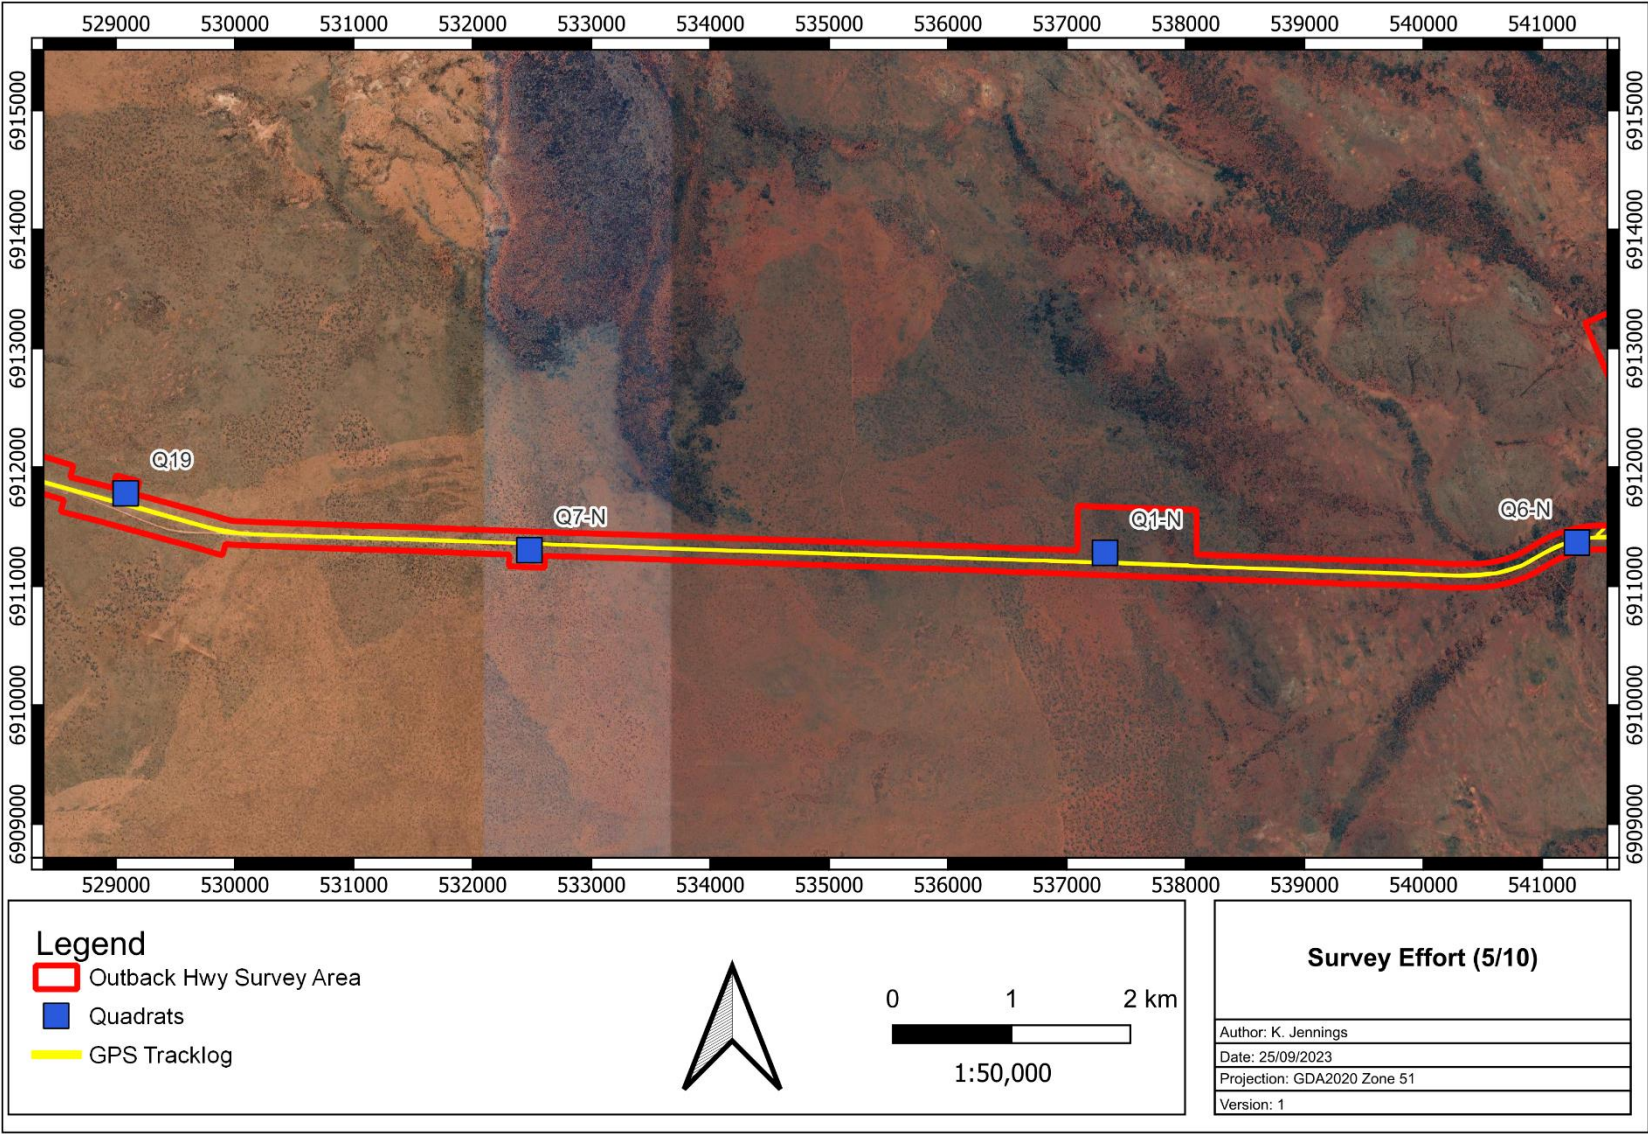 529000 530000 531000 532000 533000 534000 535000 536000 537000 538000 539000 540000 541000
6915000 6915000
6914000 6914000
6913000 6913000
6912000 6912000
Q19
Q7-N Q1-N Q6-N
6911000 6911000
6910000 6910000
6909000 6909000
529000 530000 531000 532000 533000 534000 535000 536000 537000 538000 539000 540000 541000
Legend
Outback Hwy Survey Area
Quadrats
GPS Tracklog
0 1 2 km
1:50,000
Survey Effort (5/10)
Author: K. Jennings
Date: 25/09/2023
Projection: GDA2020 Zone 51
Version: 1